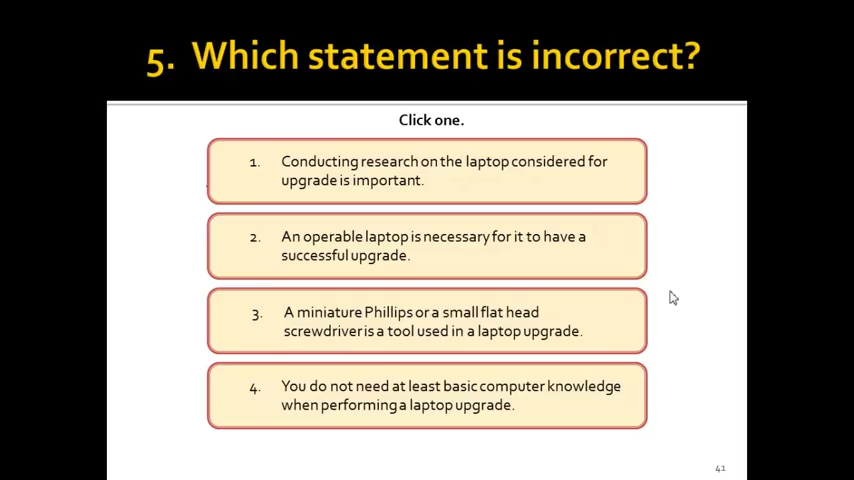 5. Which statement is incorrect?
Click one.
1. Conducting research on the laptop considered for
upgrade is important.
2. An operable laptop is necessary for it to have a
successful upgrade.
3. A miniature Phillips or a small flat head
screwdriver is a tool used in a laptop upgrade.
4. You do not need at least basic computer knowledge
when performing a laptop upgrade.
41